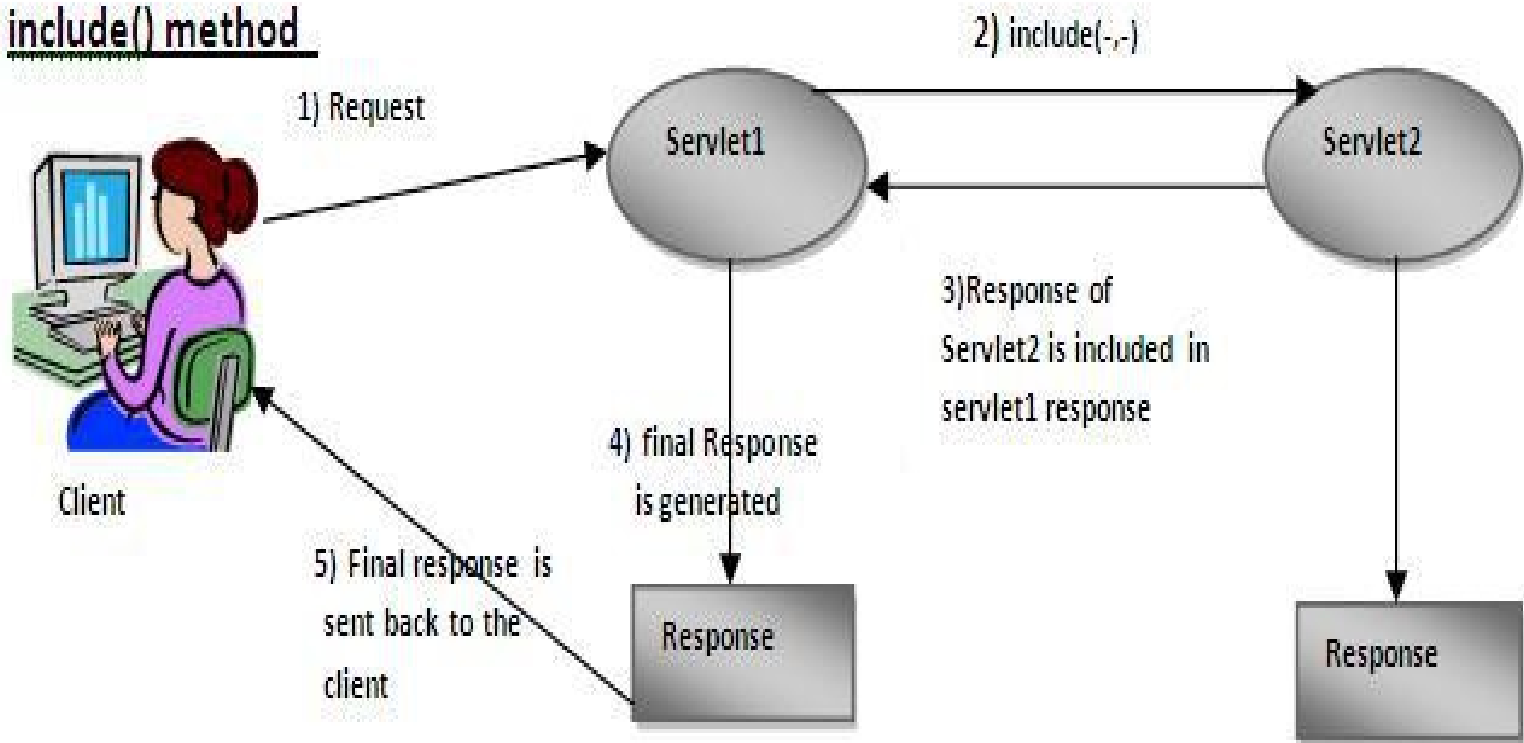 include() method
2) include(-,-)
1) Request
Servlet1
Servlet2
3)Response of
Servlet2 is included in
servlet1 response
4) final Response
is generated
Client
5) Final response is
sent back to the
client
Response
Response